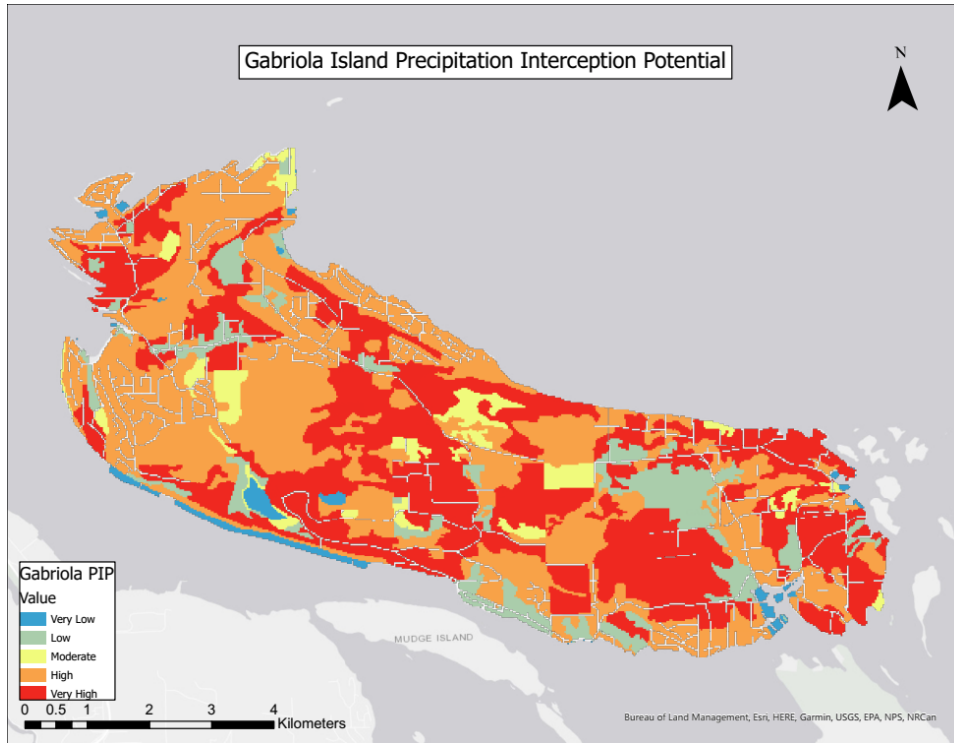 Gabriola Island Precipitation Interception Potential
N
MUDGE ISLAND
Gabriola PIP
Value
Very Low
Low
Moderate
High
Very High
0 0.5 1 2 3 4
Kilometers
Bureau of Land Management, Esri, HERE, Garmin, USGS, EPA, NPS, NRCan